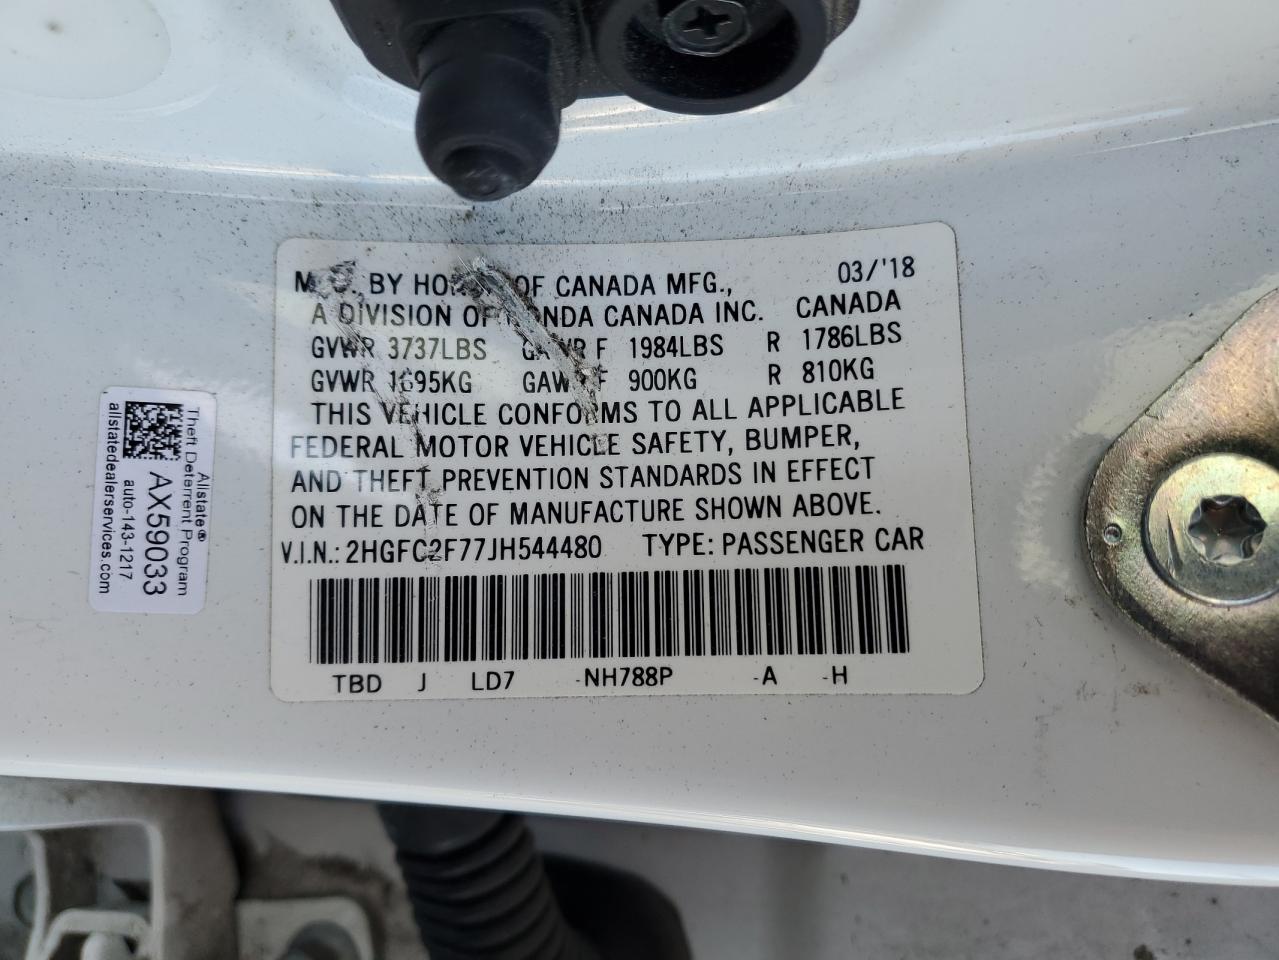 BY OF CANADA MFG., 03/'18
A DIVISION OF HONDA CANADA INC. CANADA
GVWR 3737LBS GAWR F 1984LBS R 1786LBS
GVWR 1695KG GAWR F 900KG R 810KG
THIS VEHICLE CONFORMS TO ALL APPLICABLE
FEDERAL MOTOR VEHICLE SAFETY, BUMPER,
AND THEFT PREVENTION STANDARDS IN EFFECT
ON THE DATE OF MANUFACTURE SHOWN ABOVE.
V.I.N.: 2HGFC2F77JH544480 TYPE: PASSENGER CAR
TBD J LD7 -NH788P -A -H
Allstate®
Theft Deterrent Program
AX59033
auto-143-1217
allstatedealerservices.com